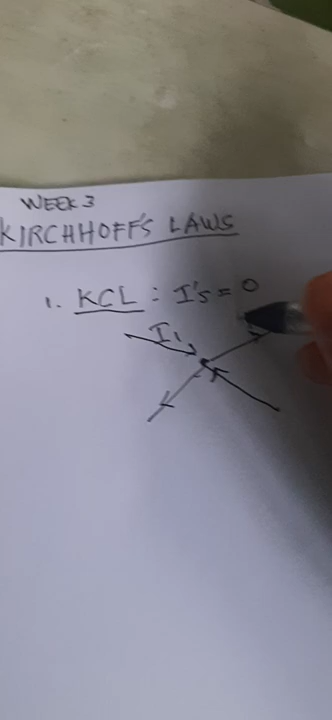 WEEK 3
KIRCHHOFF'S LAWS
1. KCL : I's = 0
I₁